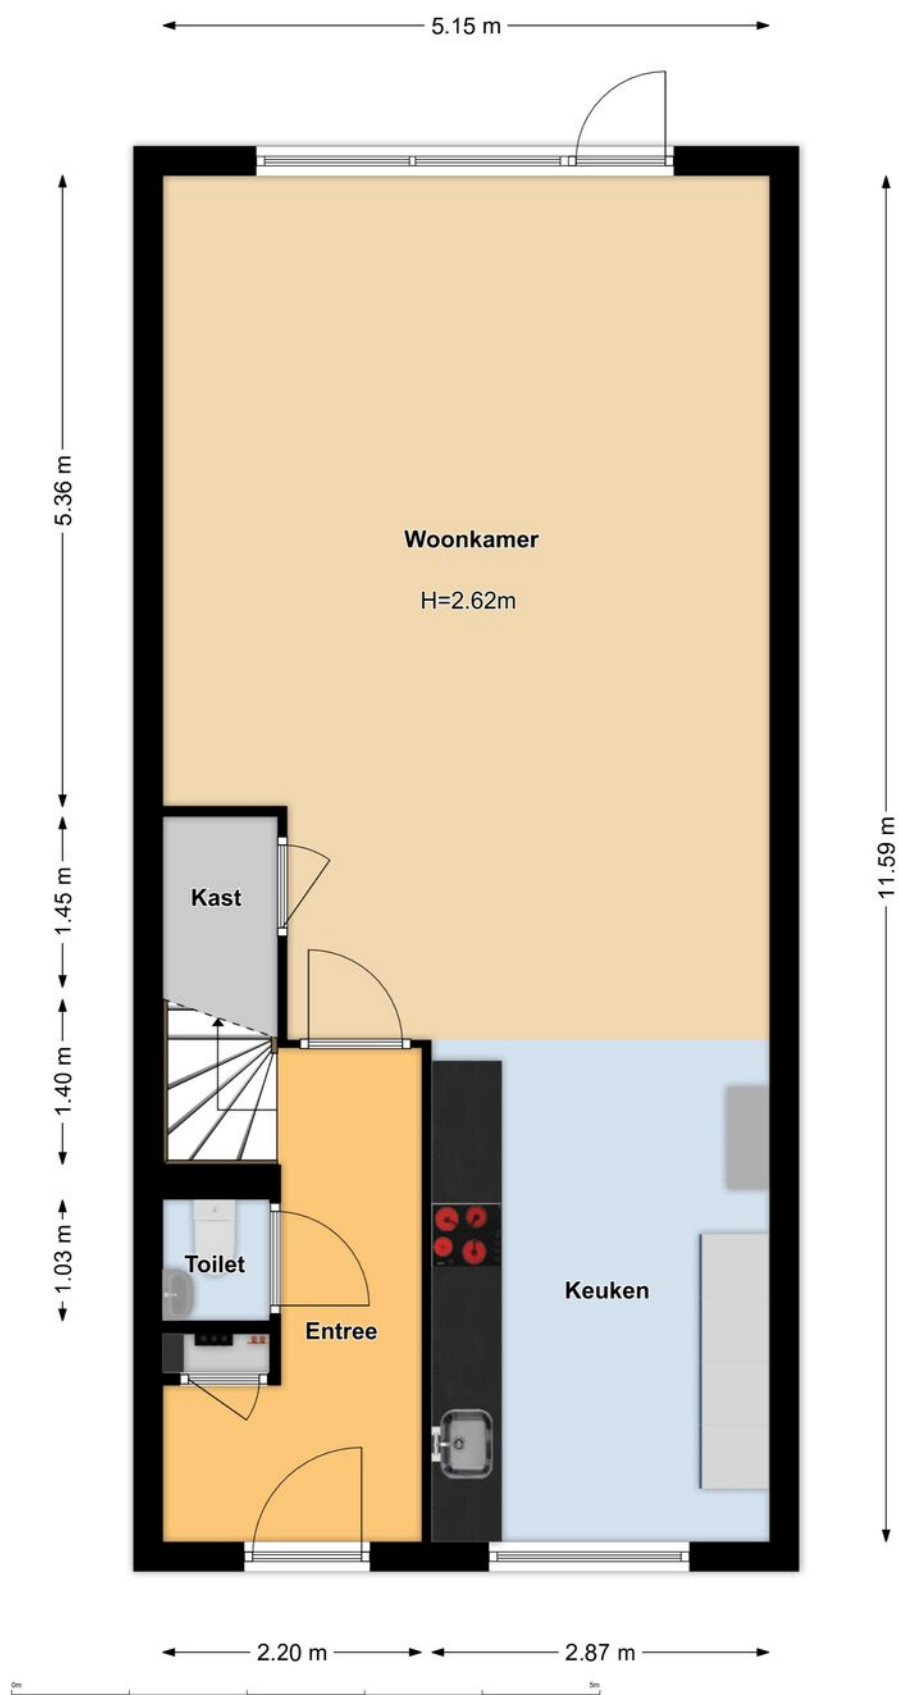 5.15 m
5.36 m
Woonkamer
H=2.62m
11.59 m
Kast
1.45 m
1.40 m
Toilet
1.03 m
Keuken
Entree
2.20 m
2.87 m
0m
5m